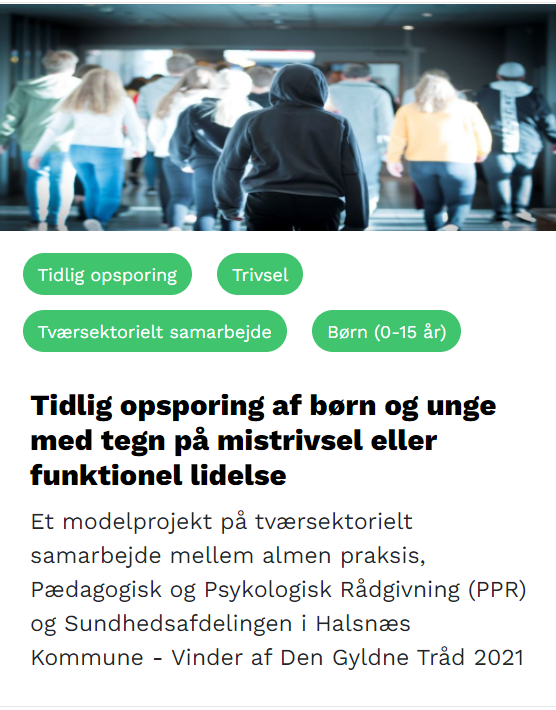 Tidlig opsporing
Trivsel
Tværsektorielt samarbejde
Børn (0-15 år)
Tidlig opsporing af børn og unge
med tegn på mistrivsel eller
funktionel lidelse
Et modelprojekt på tværsektorielt
samarbejde mellem almen praksis,
Pædagogisk og Psykologisk Rådgivning (PPR)
og Sundhedsafdelingen i Halsnæs
Kommune - Vinder af Den Gyldne Tråd 2021